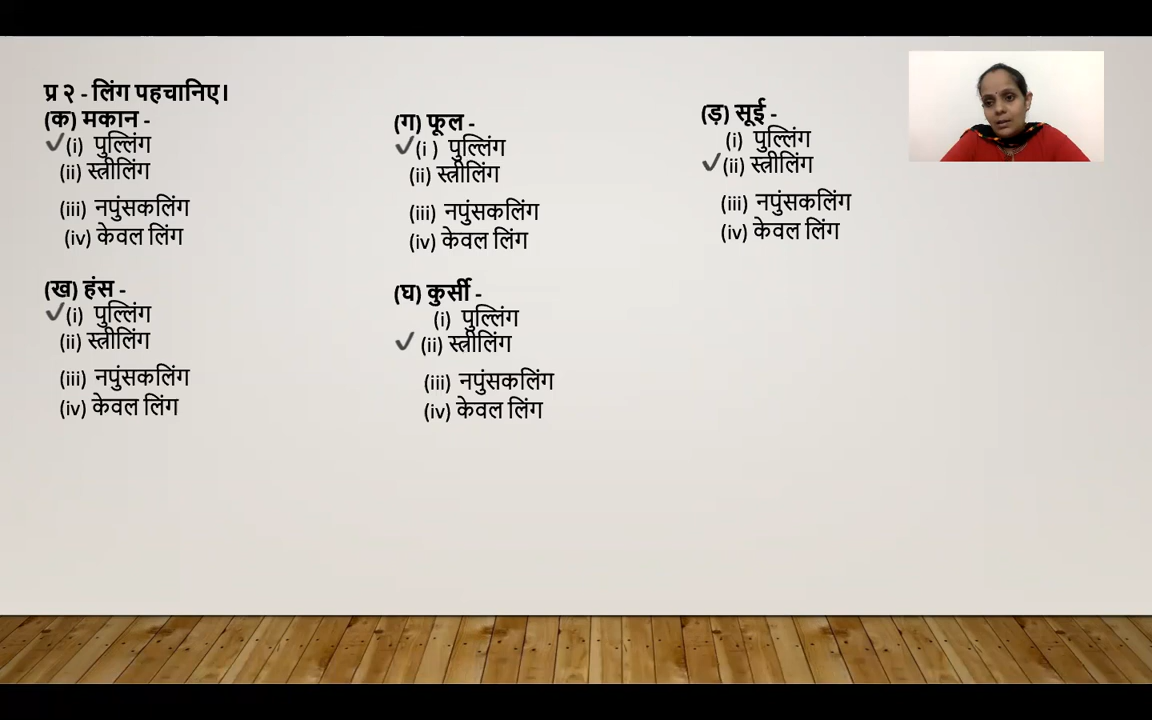 प्र २ - लिंग पहचानिए।
(क) मकान -
✓(i) पुल्लिंग
(ii) स्त्रीलिंग
(iii) नपुंसकलिंग
(iv) केवल लिंग
(ख) हंस -
✓(i) पुल्लिंग
(ii) स्त्रीलिंग
(iii) नपुंसकलिंग
(iv) केवल लिंग
(ग) फूल -
✓(i ) पुल्लिंग
(ii) स्त्रीलिंग
(iii) नपुंसकलिंग
(iv) केवल लिंग
(घ) कुर्सी -
(i) पुल्लिंग
✓ (ii) स्त्रीलिंग
(iii) नपुंसकलिंग
(iv) केवल लिंग
(ड़) सूई -
(i) पुल्लिंग
✓(ii) स्त्रीलिंग
(iii) नपुंसकलिंग
(iv) केवल लिंग